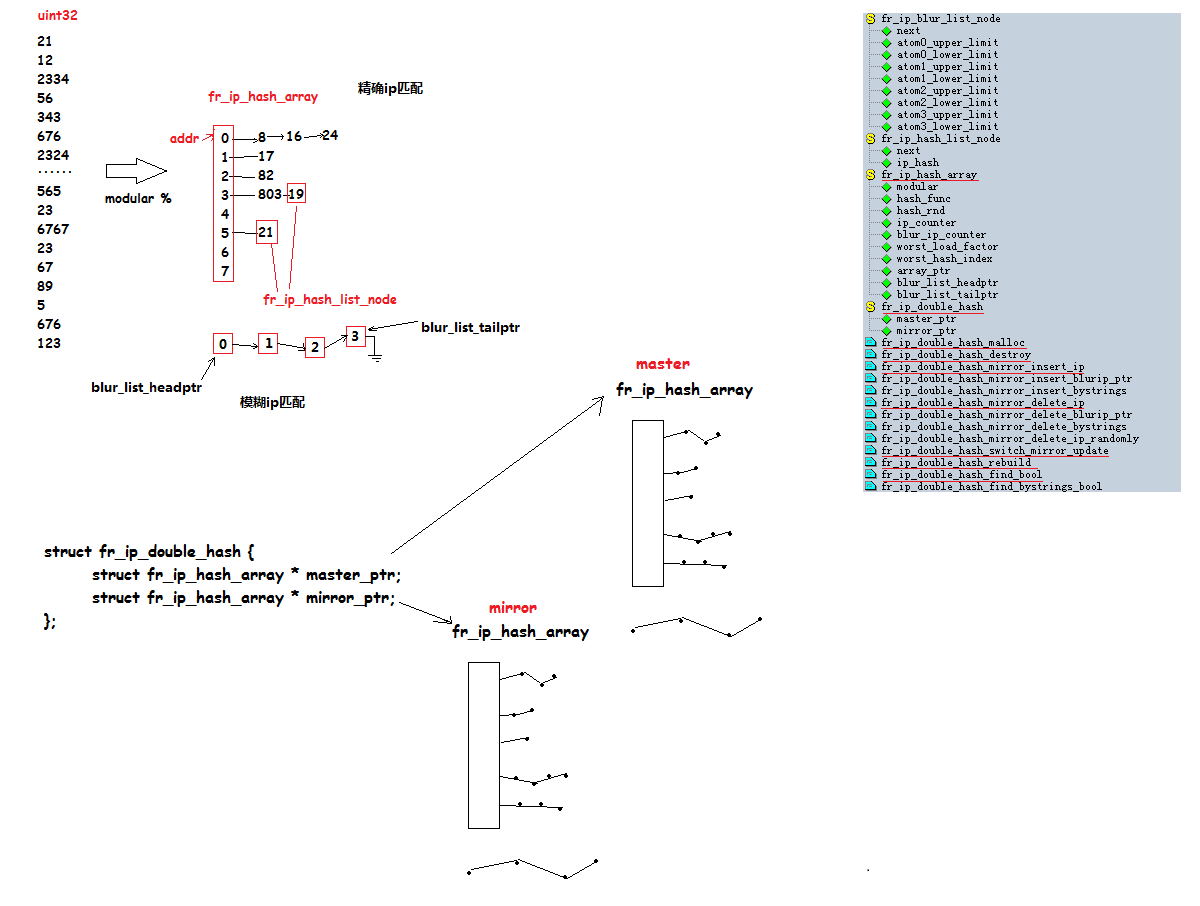 uint32
21
12
2334
56
343
676
2324
......
565
23
6767
23
67
89
5
676
123
modular %
精确ip匹配
fr_ip_hash_array
addr
0 8 16 24
1 17
2 82
3 803 19
4
5 21
6
7
fr_ip_hash_list_node
0 1 2 3
blur_list_tailptr
blur_list_headptr
模糊ip匹配
master
fr_ip_hash_array
struct fr_ip_double_hash {
struct fr_ip_hash_array * master_ptr;
struct fr_ip_hash_array * mirror_ptr;
};
mirror
fr_ip_hash_array
fr_ip_blur_list_node
next
atom0_upper_limit
atom0_lower_limit
atom1_upper_limit
atom1_lower_limit
atom2_upper_limit
atom2_lower_limit
atom3_upper_limit
atom3_lower_limit
fr_ip_hash_list_node
next
ip_hash
fr_ip_hash_array
modular
hash_func
hash_rnd
ip_counter
blur_ip_counter
worst_load_factor
worst_hash_index
array_ptr
blur_list_headptr
blur_list_tailptr
fr_ip_double_hash
master_ptr
mirror_ptr
fr_ip_double_hash_malloc
fr_ip_double_hash_destroy
fr_ip_double_hash_mirror_insert_ip
fr_ip_double_hash_mirror_insert_blurip_ptr
fr_ip_double_hash_mirror_insert_bystrings
fr_ip_double_hash_mirror_delete_ip
fr_ip_double_hash_mirror_delete_blurip_ptr
fr_ip_double_hash_mirror_delete_bystrings
fr_ip_double_hash_mirror_delete_ip_randomly
fr_ip_double_hash_switch_mirror_update
fr_ip_double_hash_rebuild
fr_ip_double_hash_find_bool
fr_ip_double_hash_find_bystrings_bool